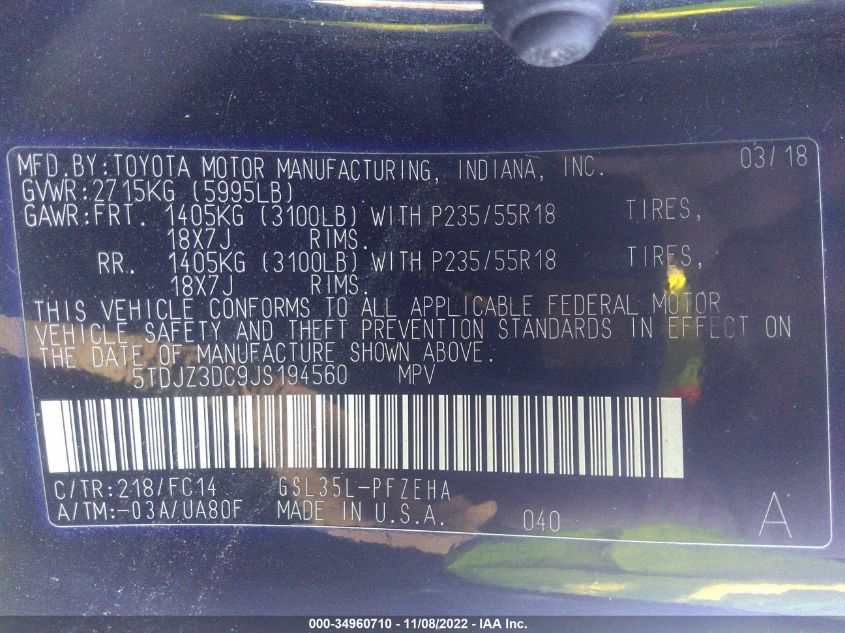 MFD.BY:TOYOTA MOTOR MANUFACTURING, INDIANA, INC. 03/18
GVWR:2715KG (5995LB)
GAWR:FRT. 1405KG (3100LB) WITH P235/55R18 TIRES,
18X7J RIMS.
RR. 1405KG (3100LB) WITH P235/55R18 TIRES,
18X7J RIMS.
THIS VEHICLE CONFORMS TO ALL APPLICABLE FEDERAL MOTOR
VEHICLE SAFETY AND THEFT PREVENTION STANDARDS IN EFFECT ON
THE DATE OF MANUFACTURE SHOWN ABOVE.
5TDJZ3DC9JS194560 MPV
C/TR:218/FC14 GSL35L-PFZEHA
A/TM:-03A/UA80F MADE IN U.S.A. 040 A
000-34960710 - 11/08/2022 - IAA Inc.